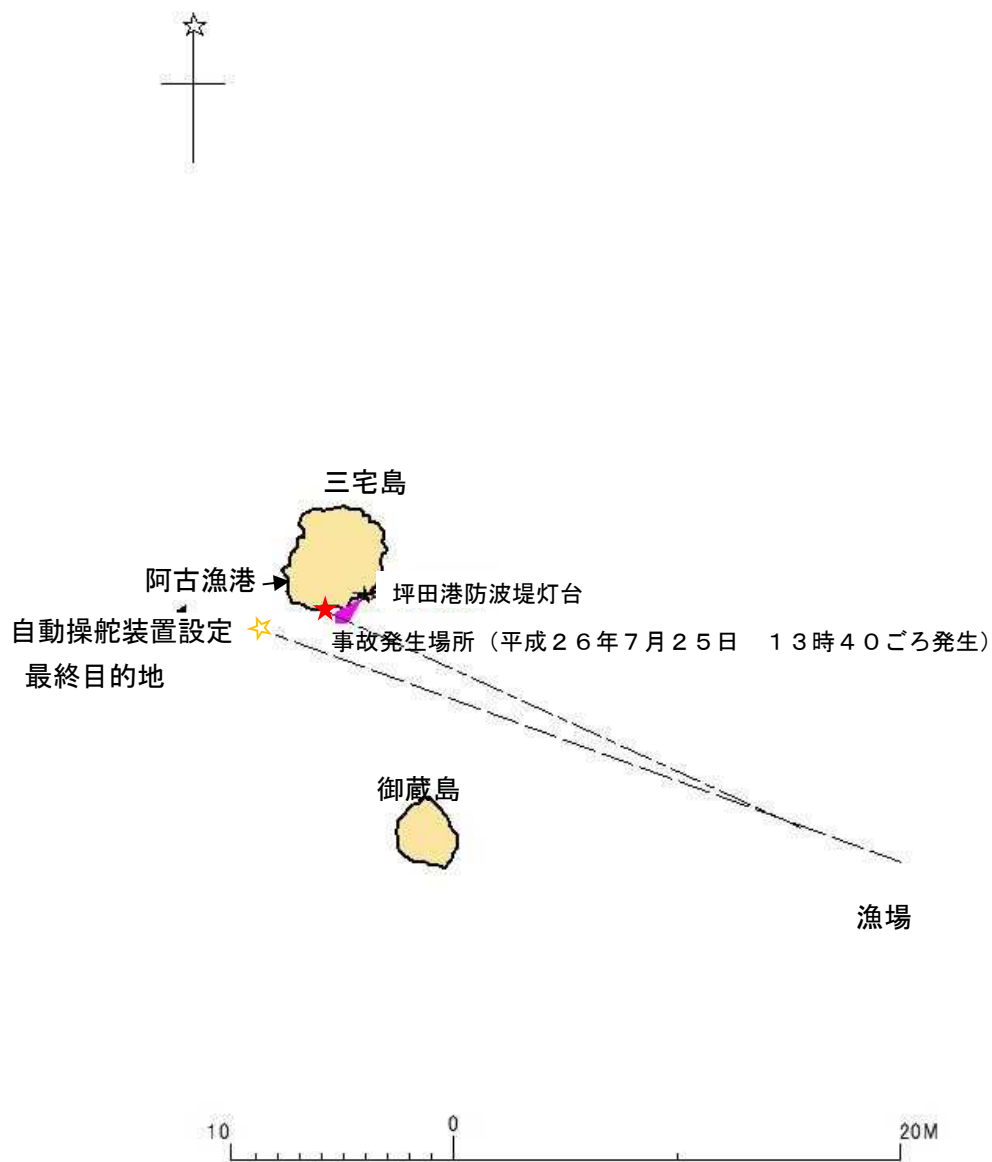 三宅島
阿古漁港
坪田港防波堤灯台
自動操舵装置設定
最終目的地
事故発生場所（平成２６年７月２５日　１３時４０ごろ発生）
御蔵島
漁場
10 0 20M